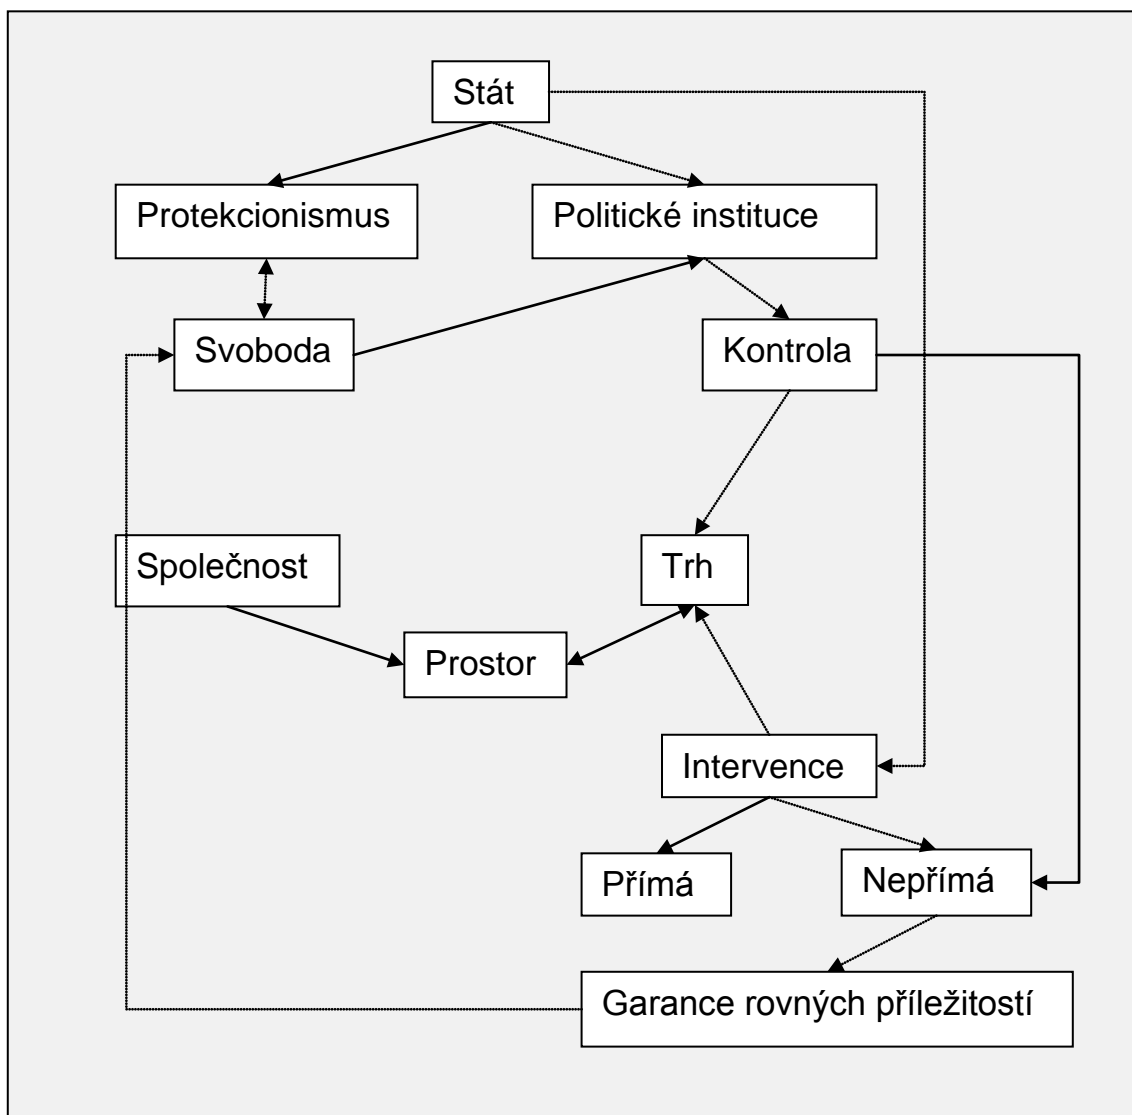 Stát
Protekcionismus
Politické instituce
Svoboda
Kontrola
Společnost
Trh
Prostor
Intervence
Přímá
Nepřímá
Garance rovných příležitostí